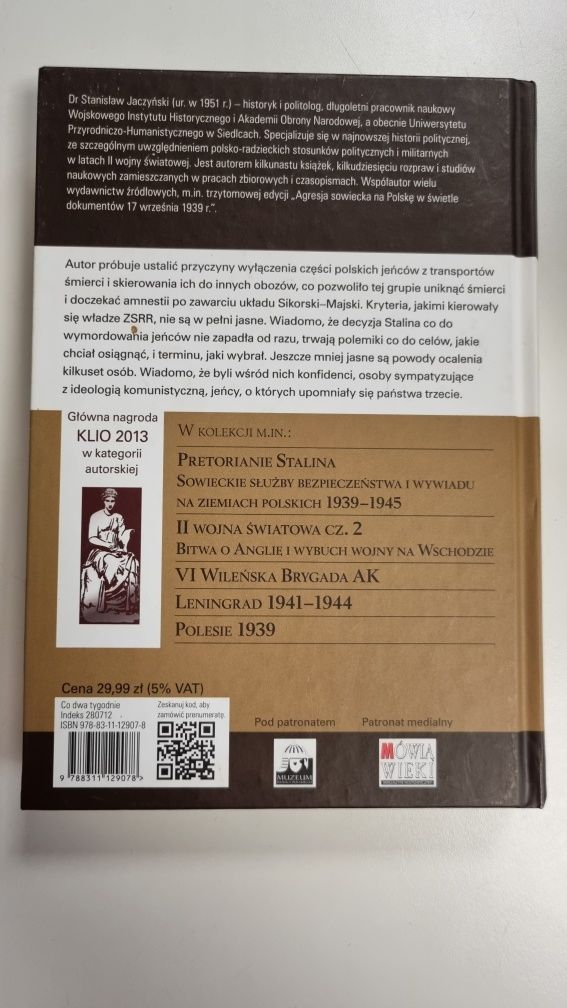 Dr Stanisław Jaczyński (ur. w 1951 r.) – historyk i politolog, długoletni pracownik naukowy
Wojskowego Instytutu Historycznego i Akademii Obrony Narodowej, a obecnie Uniwersytetu
Przyrodniczo-Humanistycznego w Siedlcach. Specjalizuje się w najnowszej historii politycznej,
ze szczególnym uwzględnieniem polsko-radzieckich stosunków politycznych i militarnych
w latach II wojny światowej. Jest autorem kilkunastu książek, kilkudziesięciu rozpraw i studiów
naukowych zamieszczanych w pracach zbiorowych i czasopismach. Współautor wielu
wydawnictw źródłowych, m.in. trzytomowej edycji „Agresja sowiecka na Polskę w świetle
dokumentów 17 września 1939 r.”.
Autor próbuje ustalić przyczyny wyłączenia części polskich jeńców z transportów
śmierci i skierowania ich do innych obozów, co pozwoliło tej grupie uniknąć śmierci
i doczekać amnestii po zawarciu układu Sikorski–Majski. Kryteria, jakimi kierowały
się władze ZSRR, nie są w pełni jasne. Wiadomo, że decyzja Stalina co do
wymordowania jeńców nie zapadła od razu, trwają polemiki co do celów, jakie
chciał osiągnąć, i terminu, jaki wybrał. Jeszcze mniej jasne są powody ocalenia
kilkuset osób. Wiadomo, że byli wśród nich konfidenci, osoby sympatyzujące
z ideologią komunistyczną, jeńcy, o których upomniały się państwa trzecie.
Główna nagroda
KLIO 2013
w kategorii
autorskiej
W KOLEKCJI M.IN.:
PRETORIANIE STALINA
SOWIECKIE SŁUŻBY BEZPIECZEŃSTWA I WYWIADU
NA ZIEMIACH POLSKICH 1939–1945
II WOJNA ŚWIATOWA CZ. 2
BITWA O ANGLIĘ I WYBUCH WOJNY NA WSCHODZIE
VI WILEŃSKA BRYGADA AK
LENINGRAD 1941–1944
POLESIE 1939
Cena 29,99 zł (5% VAT)
Co dwa tygodnie
Indeks 280712
ISBN 978-83-11-12907-8
9 788311 129078 >
Zeskanuj kod, aby
zamówić prenumeratę.
Pod patronatem
MUZEUM
Patronat medialny
MÓWIĄ
WIEKI